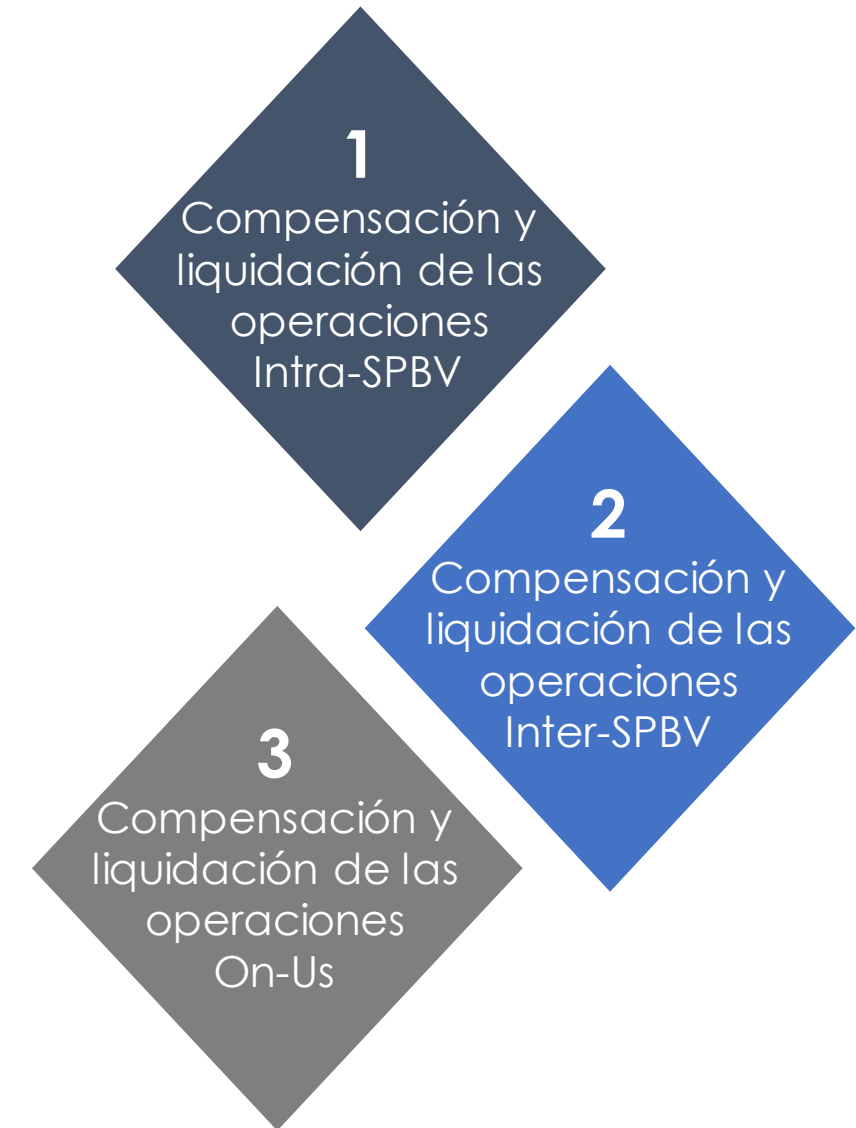 1
Compensación y
liquidación de las
operaciones
Intra-SPBV
2
Compensación y
liquidación de las
operaciones
Inter-SPBV
3
Compensación y
liquidación de las
operaciones
On-Us